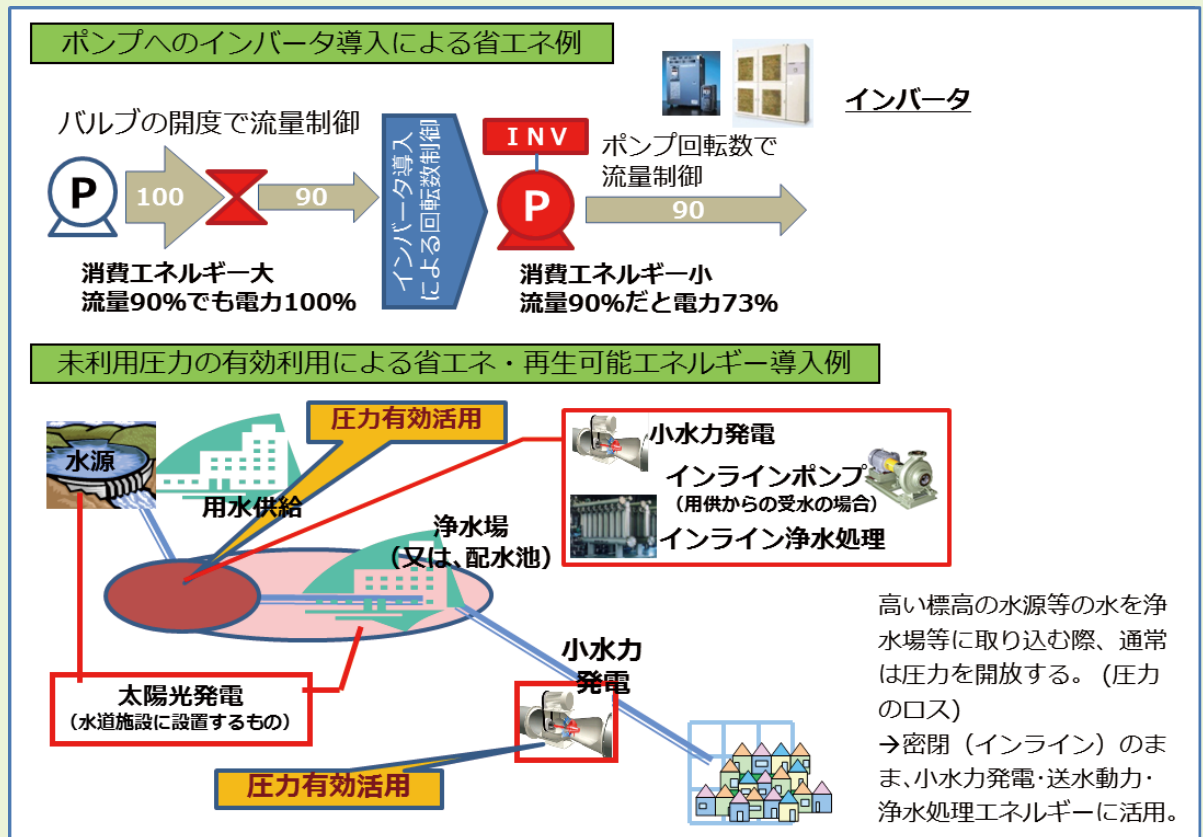 ポンプへのインバータ導入による省エネ例
インバータ
バルブの開度で流量制御
P
100
90
インバータ導入
による回転数制御
INV
P
ポンプ回転数で
流量制御
90
消費エネルギー大
流量90%でも電力100%
消費エネルギー小
流量90%だと電力73%
未利用圧力の有効利用による省エネ・再生可能エネルギー導入例
圧力有効活用
水源
用水供給
小水力発電
インラインポンプ
（用供からの受水の場合）
インライン浄水処理
浄水場
（又は、配水池）
太陽光発電
（水道施設に設置するもの）
小水力
発電
圧力有効活用
高い標高の水源等の水を浄
水場等に取り込む際、通常
は圧力を開放する。 (圧力
のロス)
→密閉（インライン）のま
ま、小水力発電･送水動力･
浄水処理エネルギーに活用。